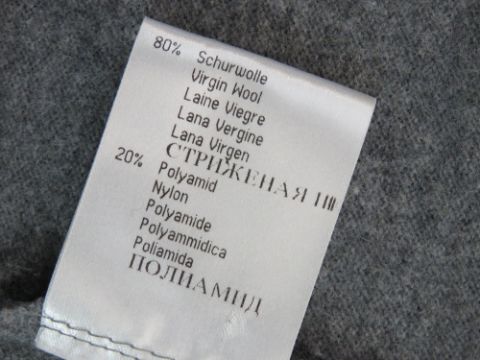 80% Schurwolle
Virgin Wool
Laine Viegre
Lana Vergine
Lana Virgen
СТРИЖЕНАЯ
20% Polyamid
Nylon
Polyamide
Polyammidica
Poliamida
ПОЛИАМИД